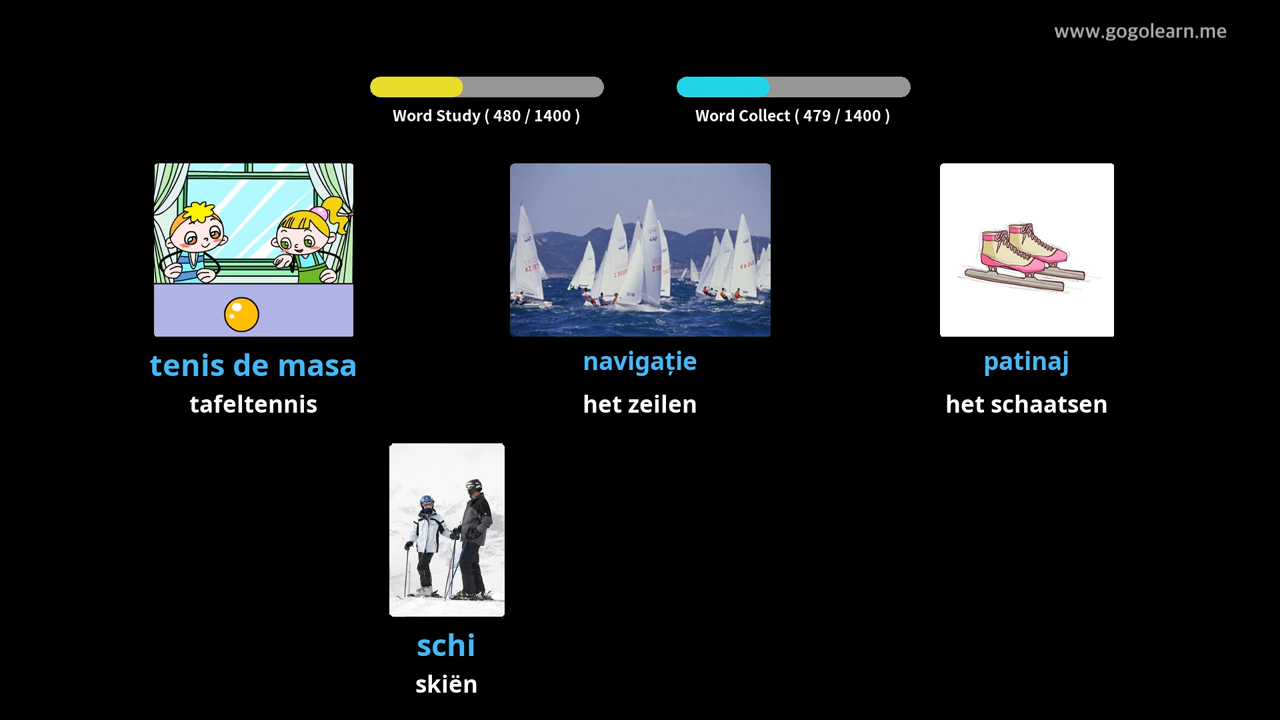 www.gogolearn.me
Word Study ( 480 / 1400 )
Word Collect ( 479 / 1400 )
tenis de masa
tafeltennis
navigație
het zeilen
patinaj
het schaatsen
schi
skiën